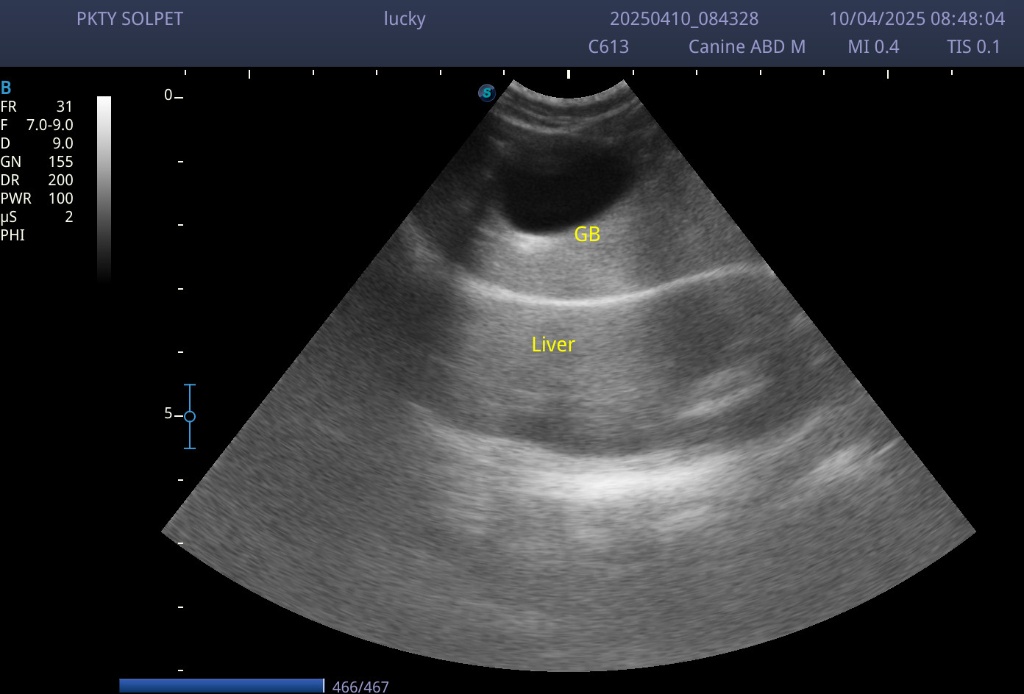 PKTY SOLPET lucky 20250410_084328 10/04/2025 08:48:04
C613 Canine ABD M MI 0.4 TIS 0.1
B
FR 31
F 7.0-9.0
D 9.0
GN 155
DR 200
PWR 100
µS 2
PHI
0
S
GB
Liver
5
466/467